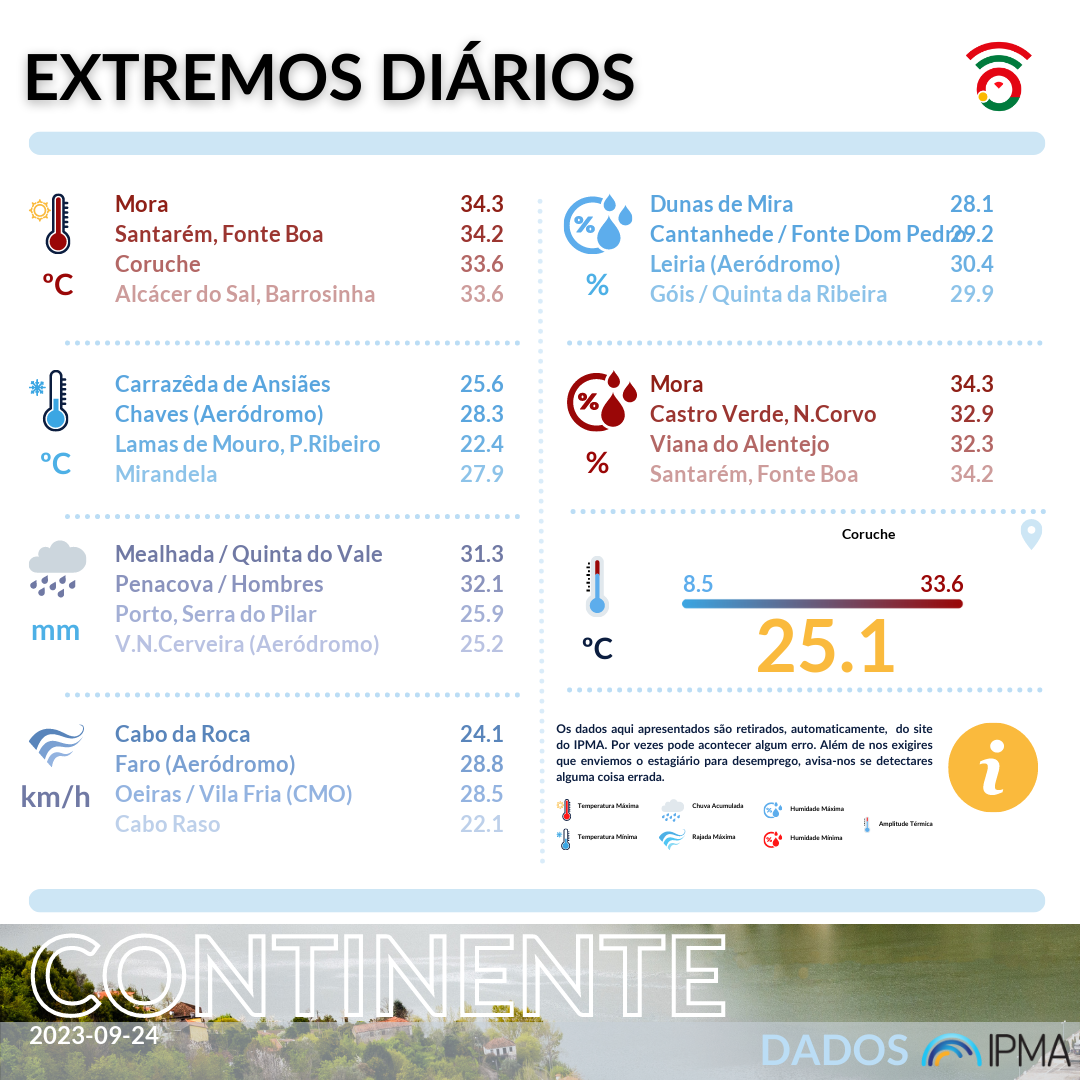 EXTREMOS DIÁRIOS
Mora 34.3
Santarém, Fonte Boa 34.2
Coruche 33.6
Alcácer do Sal, Barrosinha 33.6
ºC
Carrazêda de Ansiães 25.6
Chaves (Aeródromo) 28.3
Lamas de Mouro, P.Ribeiro 22.4
Mirandela 27.9
ºC
Mealhada / Quinta do Vale 31.3
Penacova / Hombres 32.1
Porto, Serra do Pilar 25.9
V.N.Cerveira (Aeródromo) 25.2
mm
Cabo da Roca 24.1
Faro (Aeródromo) 28.8
Oeiras / Vila Fria (CMO) 28.5
Cabo Raso 22.1
km/h
Dunas de Mira 28.1
Cantanhede / Fonte Dom Pedro 29.2
Leiria (Aeródromo) 30.4
Góis / Quinta da Ribeira 29.9
%
%
Mora 34.3
Castro Verde, N.Corvo 32.9
Viana do Alentejo 32.3
Santarém, Fonte Boa 34.2
%
%
Coruche
8.5 33.6
25.1
ºC
Os dados aqui apresentados são retirados, automaticamente, do site
do IPMA. Por vezes pode acontecer algum erro. Além de nos exigires
que enviemos o estagiário para desemprego, avisa-nos se detectares
alguma coisa errada.
i
Temperatura Máxima Chuva Acumulada Humidade Máxima
Amplitude Térmica
Temperatura Mínima Rajada Máxima Humidade Mínima
CONTINENTE
2023-09-24
DADOS IPMA